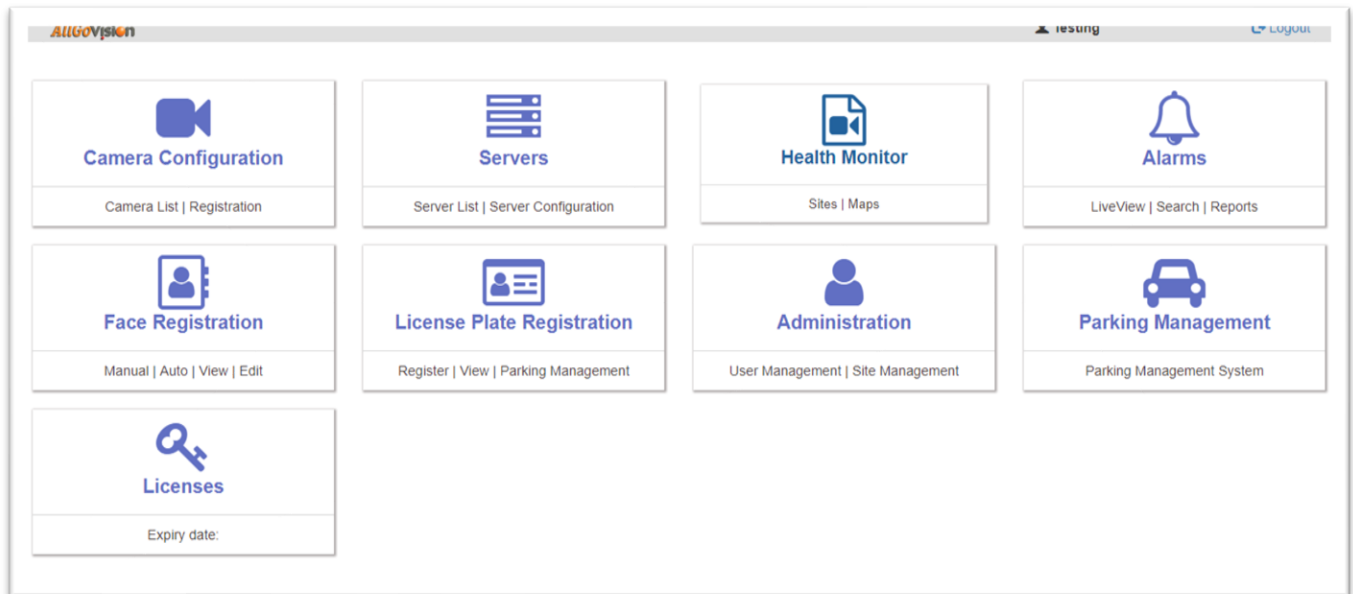 AllGoVision
Testing Logout
Camera Configuration
Camera List | Registration
Servers
Server List | Server Configuration
Health Monitor
Sites | Maps
Alarms
LiveView | Search | Reports
Face Registration
Manual | Auto | View | Edit
License Plate Registration
Register | View | Parking Management
Administration
User Management | Site Management
Parking Management
Parking Management System
Licenses
Expiry date: